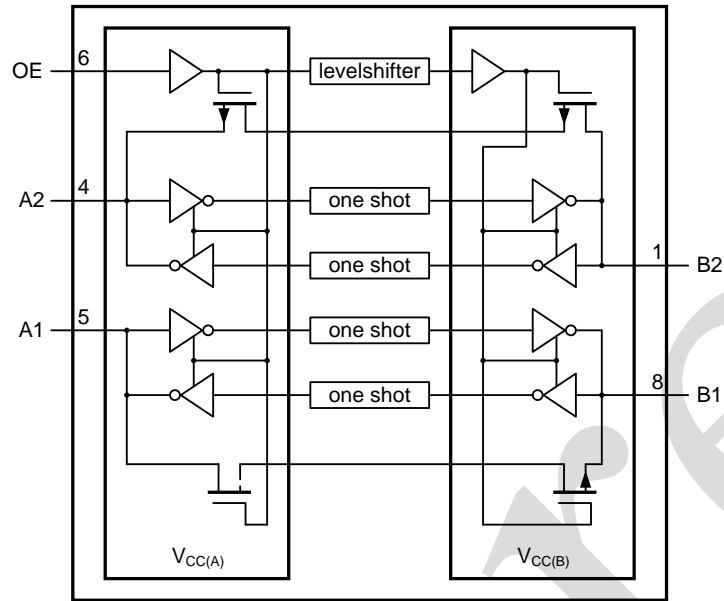 OE 6 levelshifter
A2 4 one shot
one shot 1 B2
A1 5 one shot
one shot 8 B1
VCC(A) VCC(B)